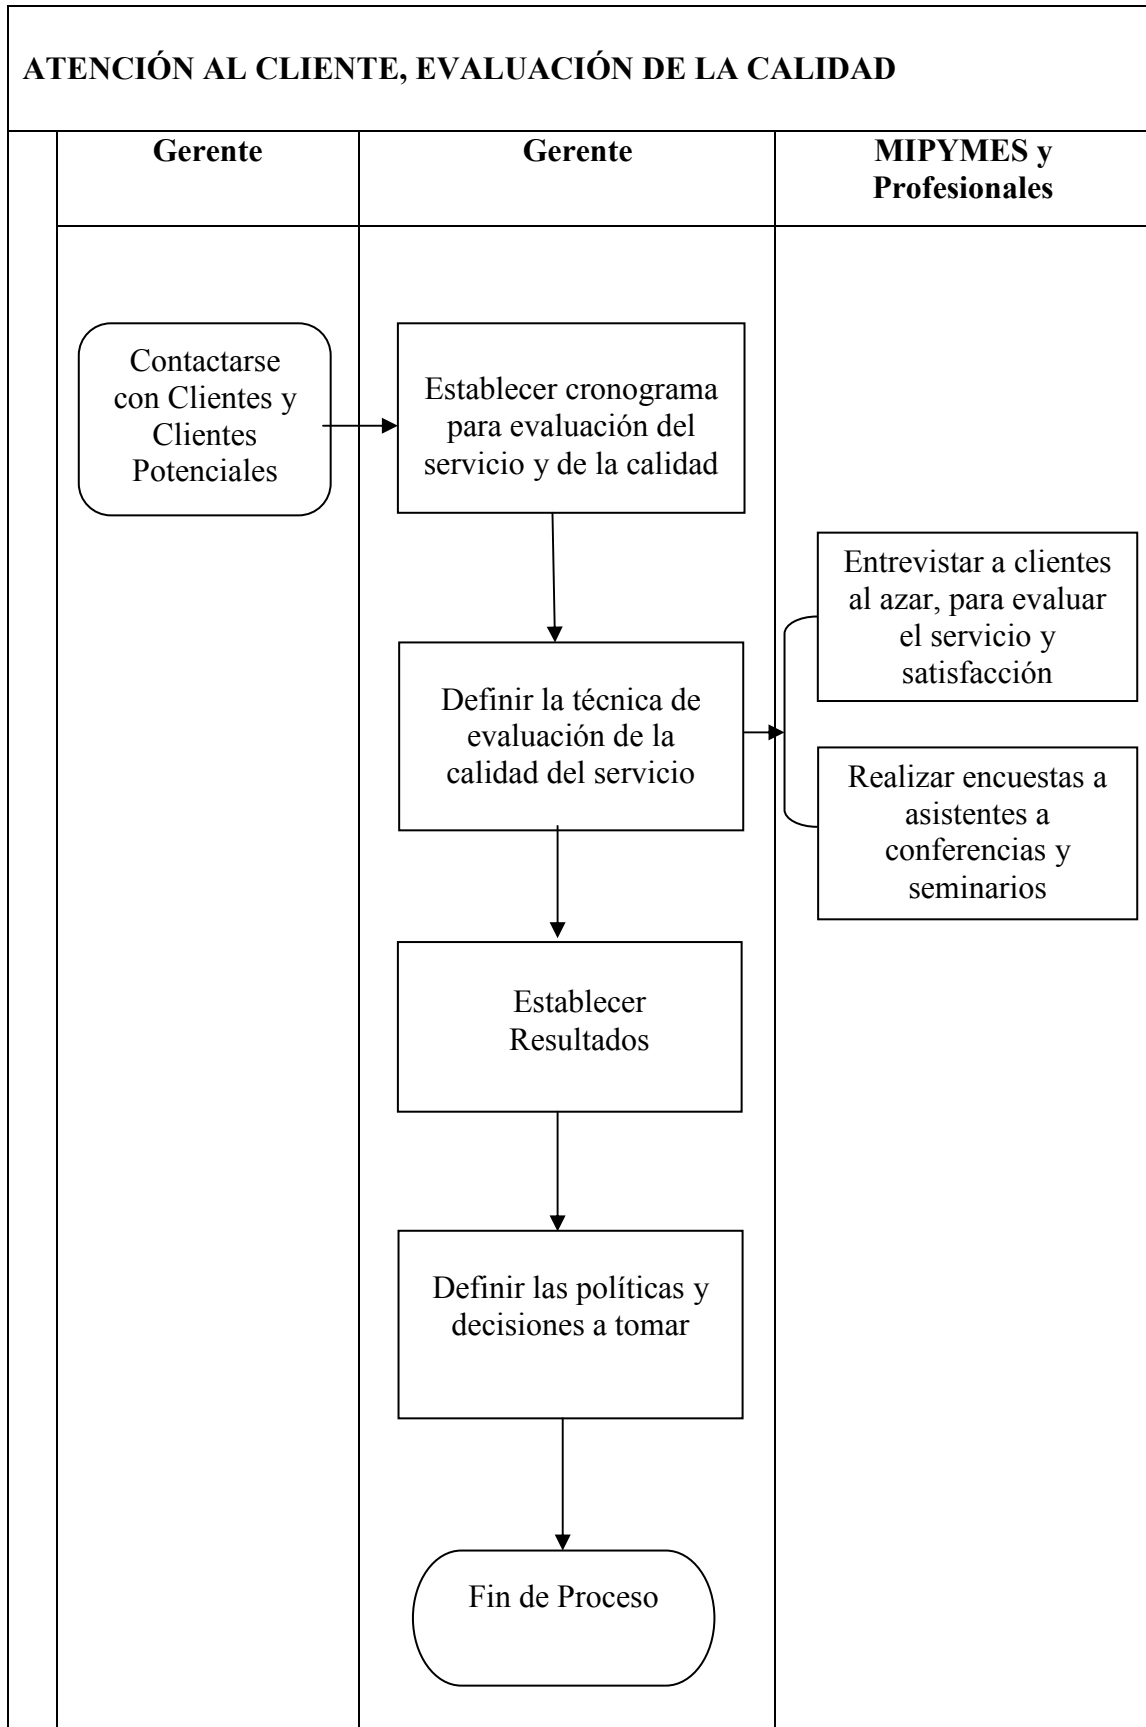 ATENCIÓN AL CLIENTE, EVALUACIÓN DE LA CALIDAD
Gerente
Gerente
MIPYMES y
Profesionales
Contactarse
con Clientes y
Clientes
Potenciales
Establecer cronograma
para evaluación del
servicio y de la calidad
Entrevistar a clientes
al azar, para evaluar
el servicio y
satisfacción
Definir la técnica de
evaluación de la
calidad del servicio
Realizar encuestas a
asistentes a
conferencias y
seminarios
Establecer
Resultados
Definir las políticas y
decisiones a tomar
Fin de Proceso